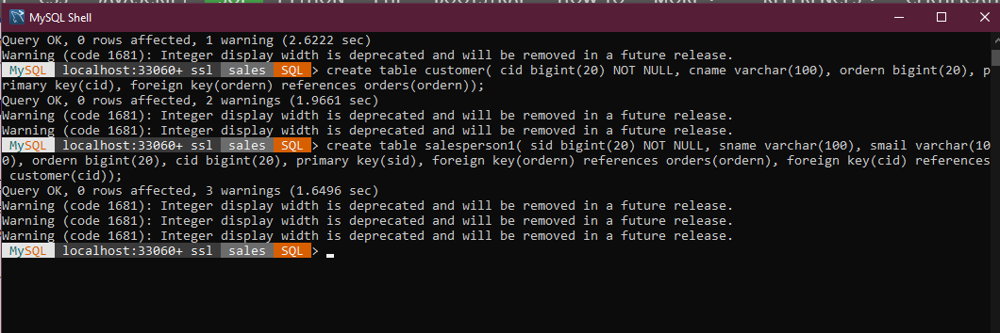 MySQL Shell
Query OK, 0 rows affected, 1 warning (2.6222 sec)
Warning (code 1681): Integer display width is deprecated and will be removed in a future release.
MySQL localhost:33060+ ssl sales SQL > create table customer( cid bigint(20) NOT NULL, cname varchar(100), ordern bigint(20), p
rimary key(cid), foreign key(ordern) references orders(ordern));
Query OK, 0 rows affected, 2 warnings (1.9661 sec)
Warning (code 1681): Integer display width is deprecated and will be removed in a future release.
Warning (code 1681): Integer display width is deprecated and will be removed in a future release.
MySQL localhost:33060+ ssl sales SQL > create table salesperson1( sid bigint(20) NOT NULL, sname varchar(100), smail varchar(10
0), ordern bigint(20), cid bigint(20), primary key(sid), foreign key(ordern) references orders(ordern), foreign key(cid) references
customer(cid));
Query OK, 0 rows affected, 3 warnings (1.6496 sec)
Warning (code 1681): Integer display width is deprecated and will be removed in a future release.
Warning (code 1681): Integer display width is deprecated and will be removed in a future release.
Warning (code 1681): Integer display width is deprecated and will be removed in a future release.
MySQL localhost:33060+ ssl sales SQL >